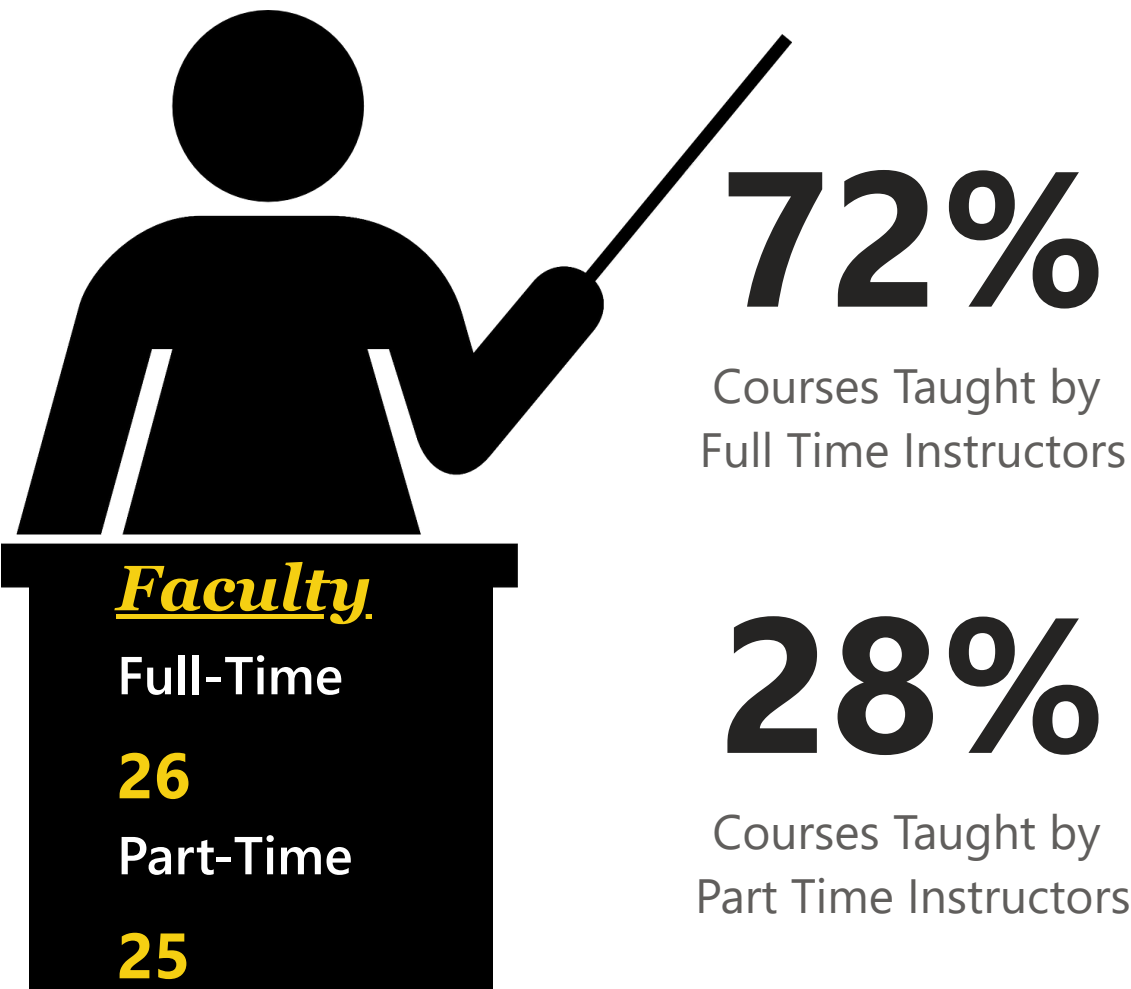 72%
Courses Taught by
Full Time Instructors
Faculty
Full-Time
26
Part-Time
25
28%
Courses Taught by
Part Time Instructors